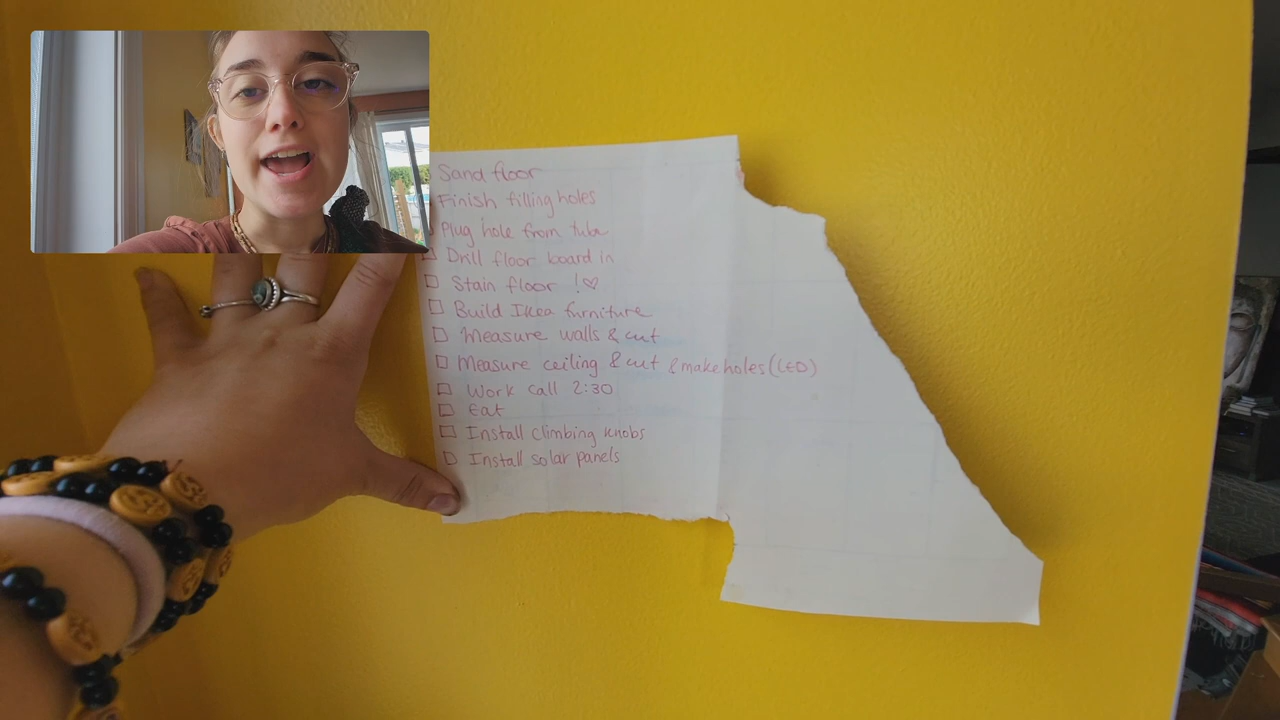 Sand floor
Finish filling holes
Plug hole from tube
Drill floor board in
Stain floor !♡
Build Ikea furniture
Measure walls & cut
Measure ceiling & cut & make holes (LED)
Work call 2:30
Eat
Install climbing knobs
Install solar panels